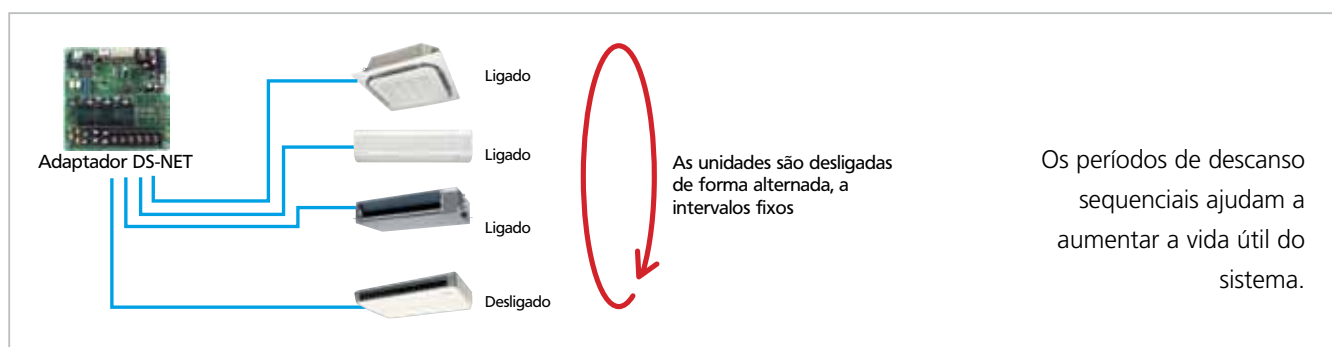 Adaptador DS-NET
Ligado
Ligado
Ligado
Desligado
As unidades são desligadas
de forma alternada, a
intervalos fixos
Os períodos de descanso
sequenciais ajudam a
aumentar a vida útil do
sistema.